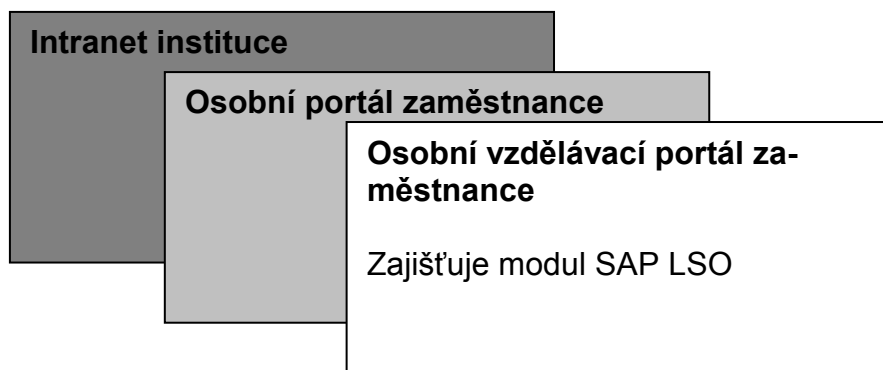 Intranet instituce
Osobní portál zaměstnance
Osobní vzdělávací portál za-
městnance
Zajišťuje modul SAP LSO